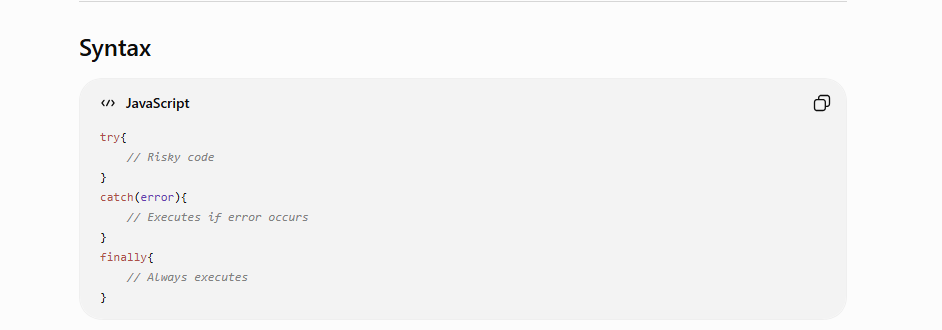 Syntax
JavaScript
try{
    // Risky code
}
catch(error){
    // Executes if error occurs
}
finally{
    // Always executes
}